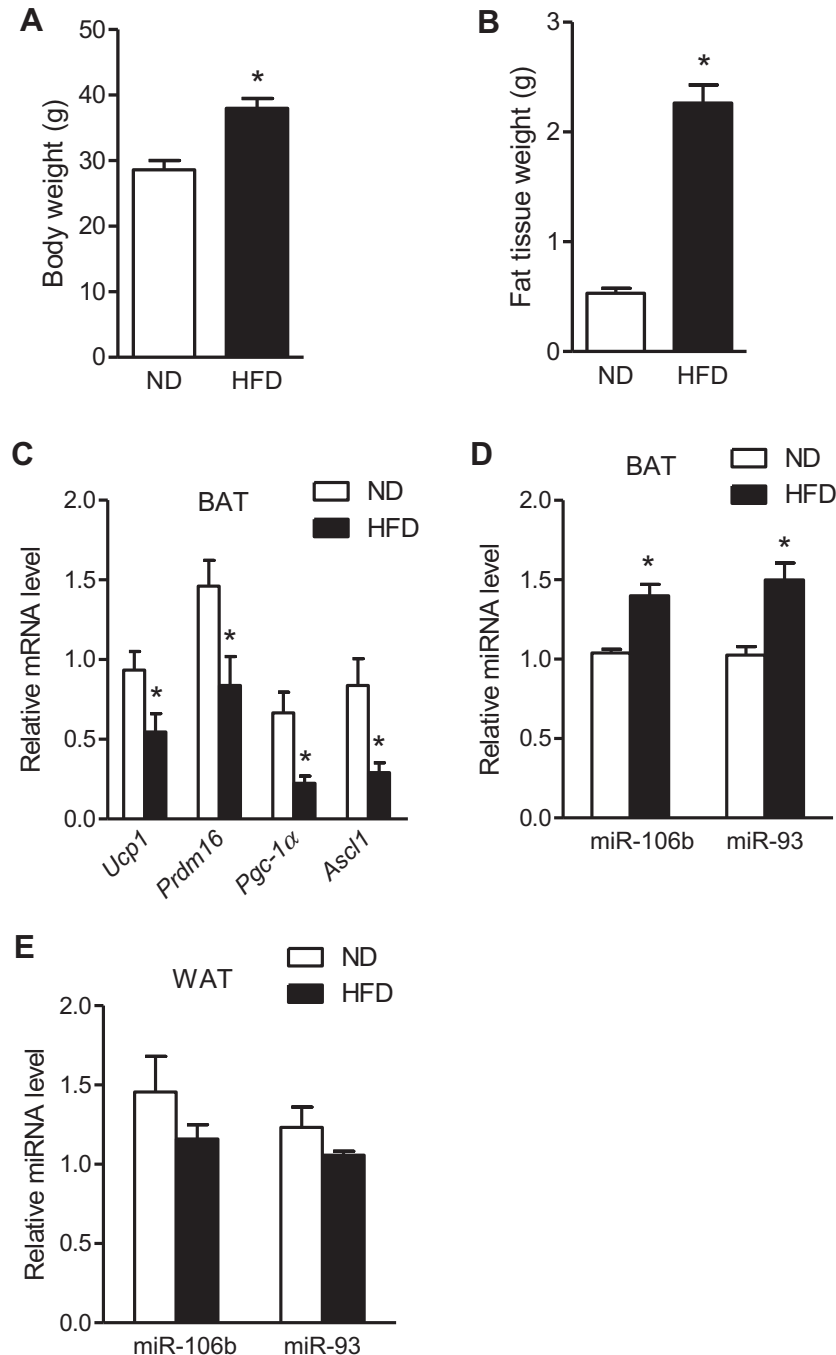 A
Body weight (g)
50
40
30
20
10
0
*
ND HFD
B
Fat tissue weight (g)
3
2
1
0
*
ND HFD
C
BAT
ND
HFD
Relative mRNA level
2.0
1.5
1.0
0.5
0.0
* * * *
Ucp1 Prdm16 Pgc-1α Ascl1
D
BAT
ND
HFD
Relative miRNA level
2.0
1.5
1.0
0.5
0.0
* *
miR-106b miR-93
E
WAT
ND
HFD
Relative miRNA level
2.0
1.5
1.0
0.5
0.0
miR-106b miR-93